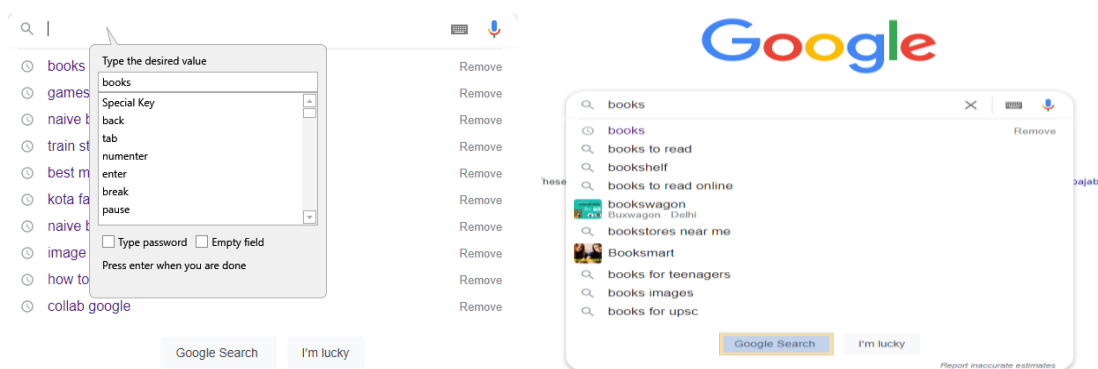 books Remove
games Remove
naive b Remove
train st Remove
best m Remove
kota fa Remove
naive b Remove
image Remove
how to Remove
collab google Remove
Type the desired value
books
Special Key
back
tab
numenter
enter
break
pause
Type password Empty field
Press enter when you are done
Google Search I'm lucky
Google
books
books Remove
books to read
bookshelf
books to read online
hese
ajab
bookswagon
Buxwagon · Delhi
bookstores near me
Booksmart
books for teenagers
books images
books for upsc
Google Search I'm lucky
Report inaccurate estimates